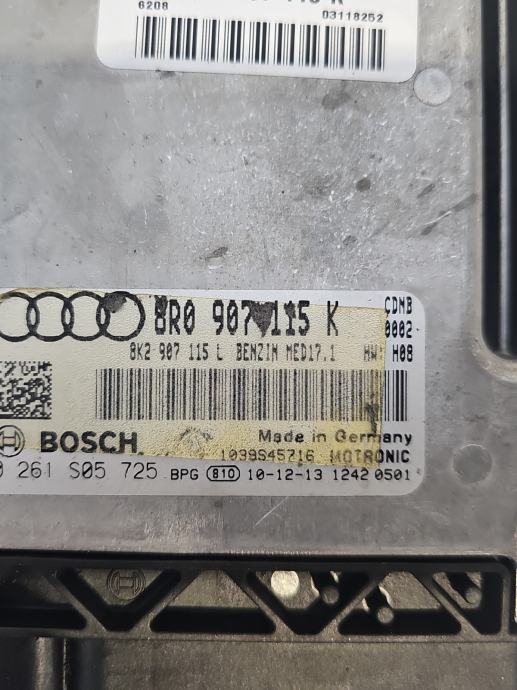 6208 03118252
8R0 907 115 K CDNB
8K2 907 115 L BENZIN MED17.1 HW: H08
0002-
BOSCH Made in Germany
1039S45716 MOTRONIC
0 261 S05 725 BPG 810 10-12-13 1242 0501